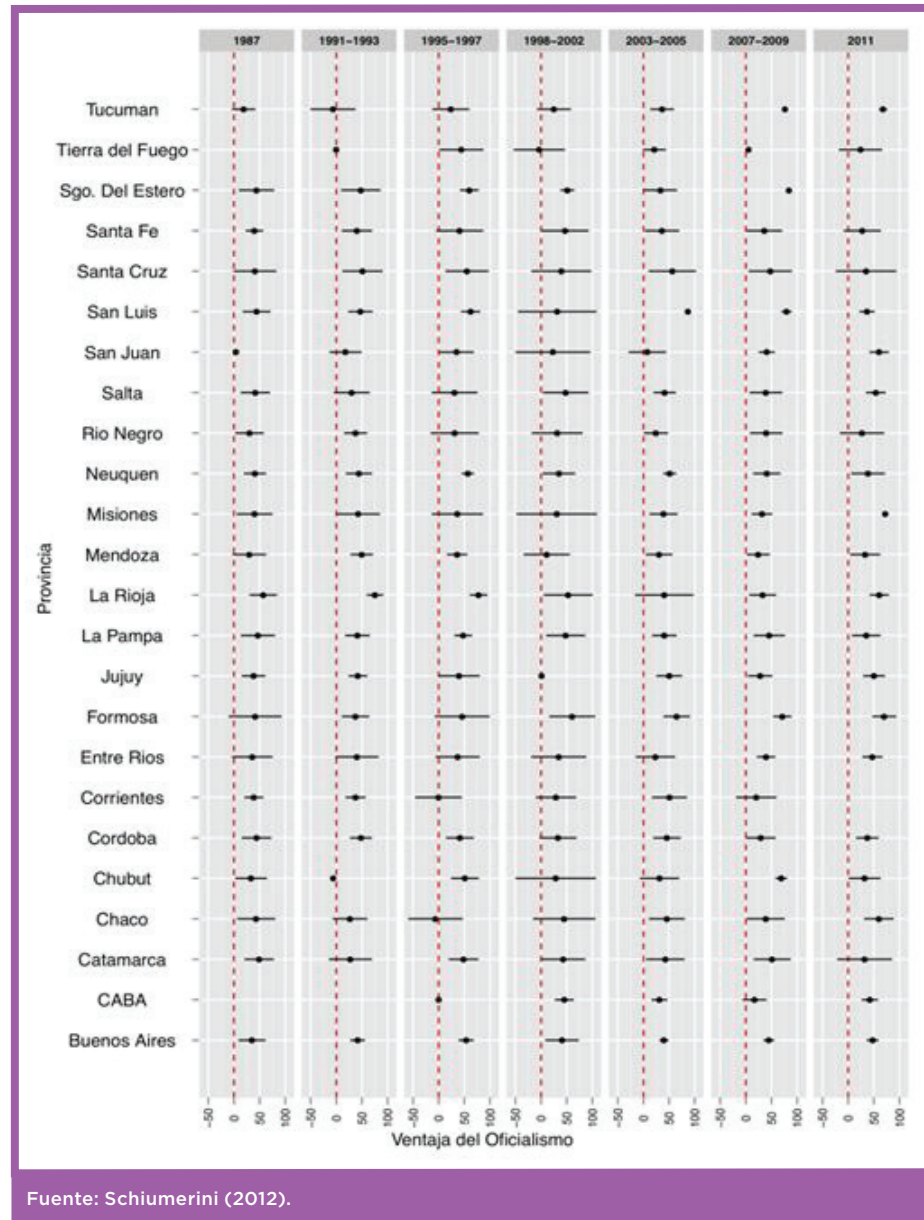 1987 1991–1993 1995–1997 1998–2002 2003–2005 2007–2009 2011
Tucuman
Tierra del Fuego
Sgo. Del Estero
Santa Fe
Santa Cruz
San Luis
San Juan
Salta
Rio Negro
Neuquen
Misiones
Mendoza
La Rioja
La Pampa
Jujuy
Formosa
Entre Rios
Corrientes
Cordoba
Chubut
Chaco
Catamarca
CABA
Buenos Aires
Provincia
-50 0 50 100 -50 0 50 100 -50 0 50 100 -50 0 50 100 -50 0 50 100 -50 0 50 100 -50 0 50 100
Ventaja del Oficialismo
Fuente: Schiumerini (2012).